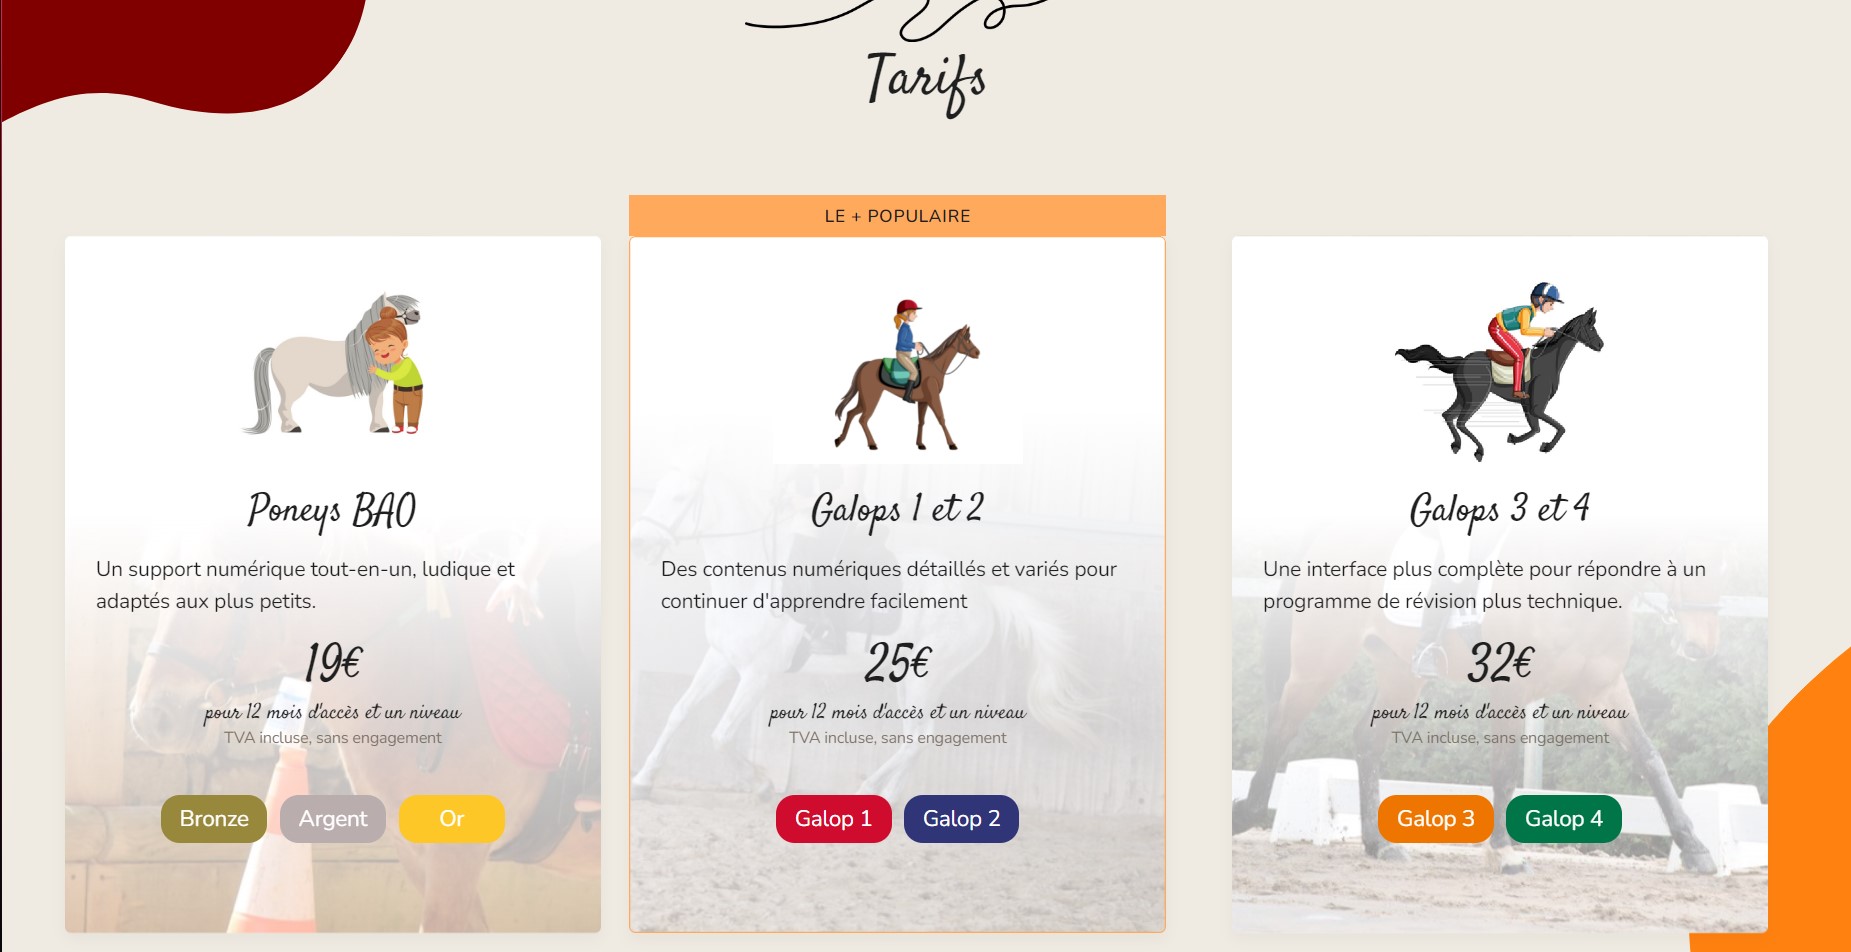 Tarifs
LE + POPULAIRE
Poneys BAO
Un support numérique tout-en-un, ludique et
adaptés aux plus petits.
19€
pour 12 mois d'accès et un niveau
TVA incluse, sans engagement
Bronze
Argent
Or
Galops 1 et 2
Des contenus numériques détaillés et variés pour
continuer d'apprendre facilement
25€
pour 12 mois d'accès et un niveau
TVA incluse, sans engagement
Galop 1
Galop 2
Galops 3 et 4
Une interface plus complète pour répondre à un
programme de révision plus technique.
32€
pour 12 mois d'accès et un niveau
TVA incluse, sans engagement
Galop 3
Galop 4